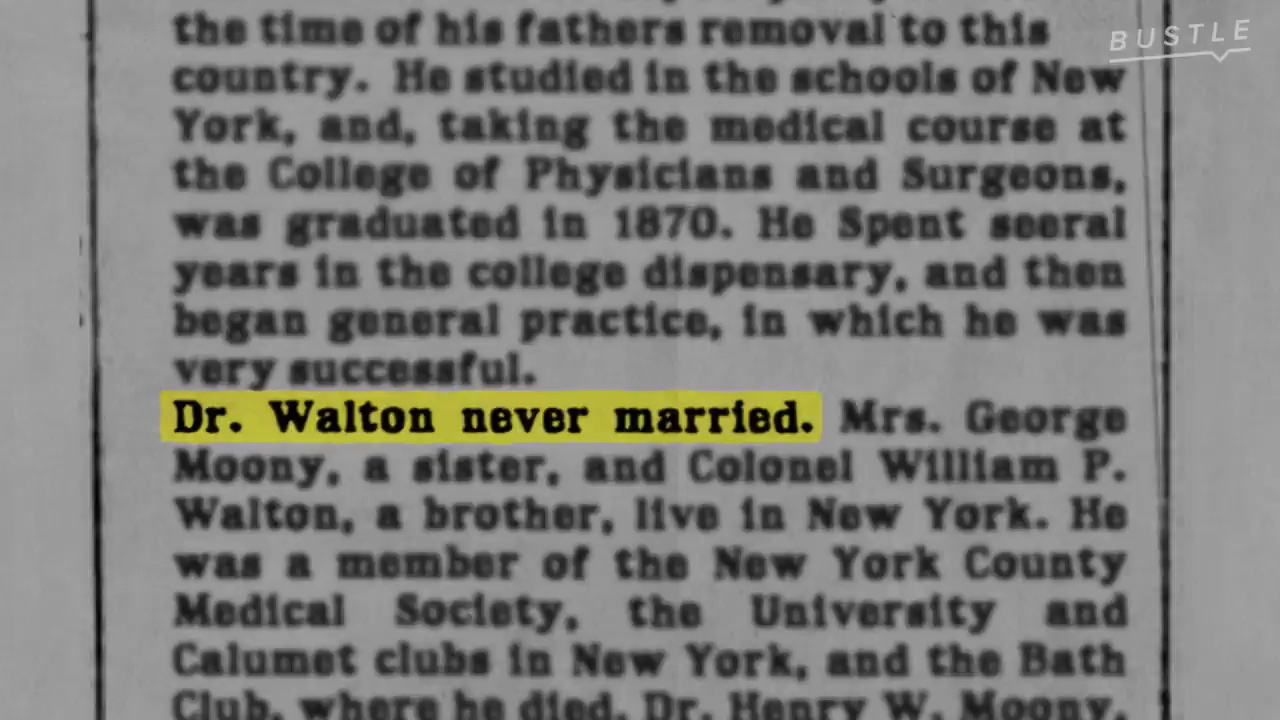 the time of his fathers removal to this
BUSTLE
country. He studied in the schools of New
York, and, taking the medical course at
the College of Physicians and Surgeons,
was graduated in 1870. He Spent seeral
years in the college dispensary, and then
began general practice, in which he was
very successful.
Dr. Walton never married. Mrs. George
Moony, a sister, and Colonel William P.
Walton, a brother, live in New York. He
was a member of the New York County
Medical Society, the University and
Calumet clubs in New York, and the Bath
Club, where he died. Dr. Henry W. Moony,